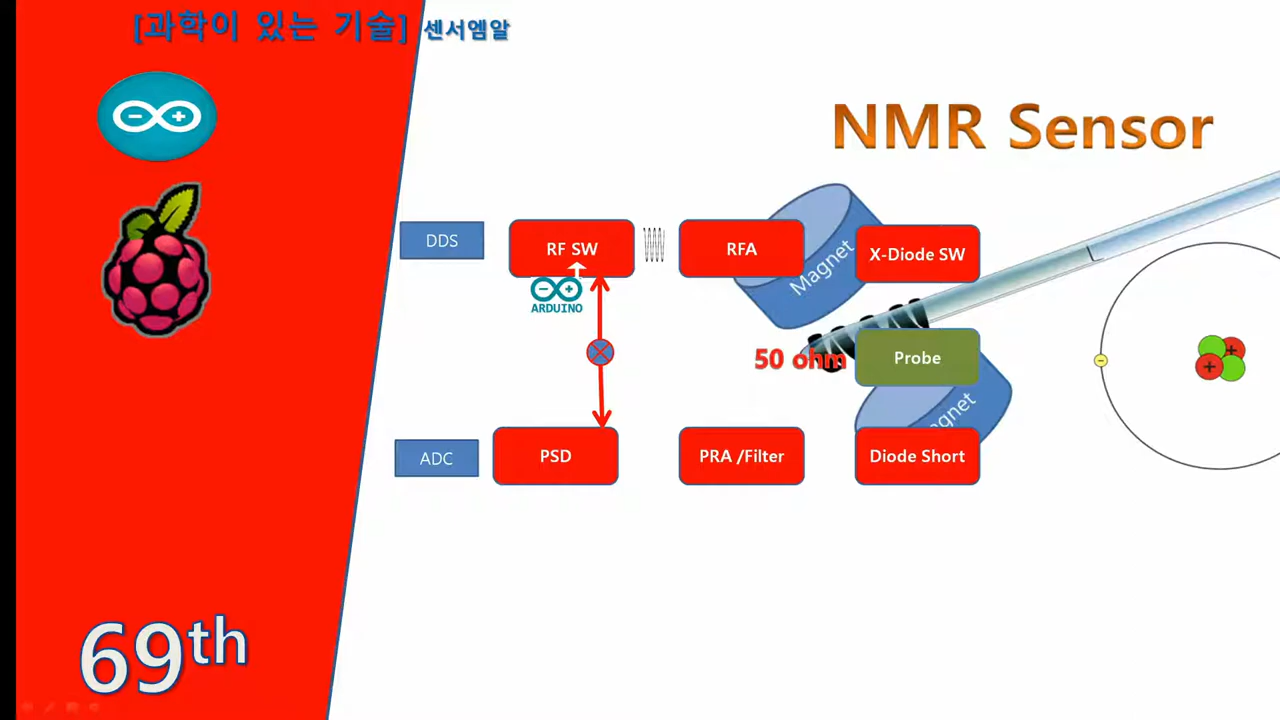 [과학이 있는 기술] 센서엠알
NMR Sensor
DDS
RF SW
RFA
X-Diode SW
Magnet
ARDUINO
50 ohm
Probe
agnet
ADC
PSD
PRA /Filter
Diode Short
69th